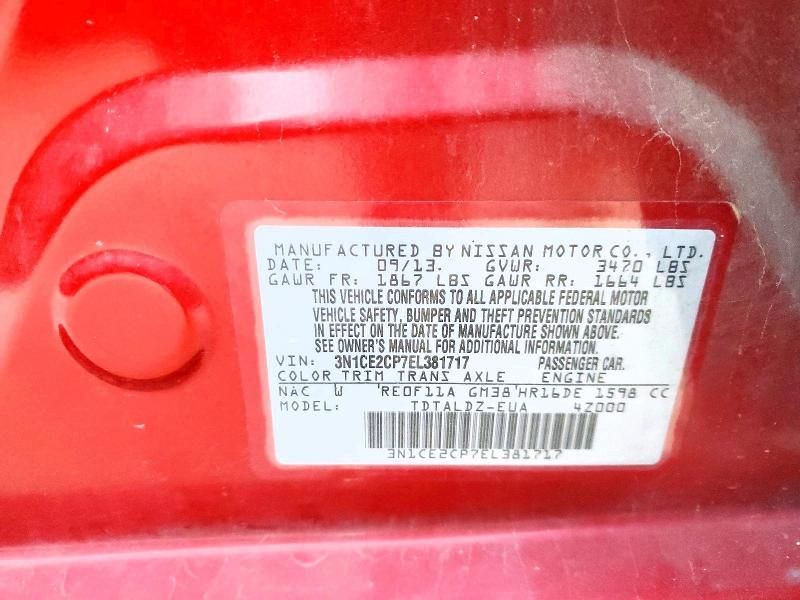 MANUFACTURED BY NISSAN MOTOR CO., LTD.
DATE: 09/13. GVWR: 3470 LBS
GAWR FR: 1867 LBS GAWR RR: 1664 LBS
THIS VEHICLE CONFORMS TO ALL APPLICABLE FEDERAL MOTOR
VEHICLE SAFETY, BUMPER AND THEFT PREVENTION STANDARDS
IN EFFECT ON THE DATE OF MANUFACTURE SHOWN ABOVE.
SEE OWNER'S MANUAL FOR ADDITIONAL INFORMATION.
VIN: 3N1CE2CP7EL381717 PASSENGER CAR.
COLOR TRIM TRANS AXLE ENGINE
NAC W 'RE0F11A GM38'HR16DE 1598 CC
MODEL: TDTALDZ-EUA 4Z000
3N1CE2CP7EL381717